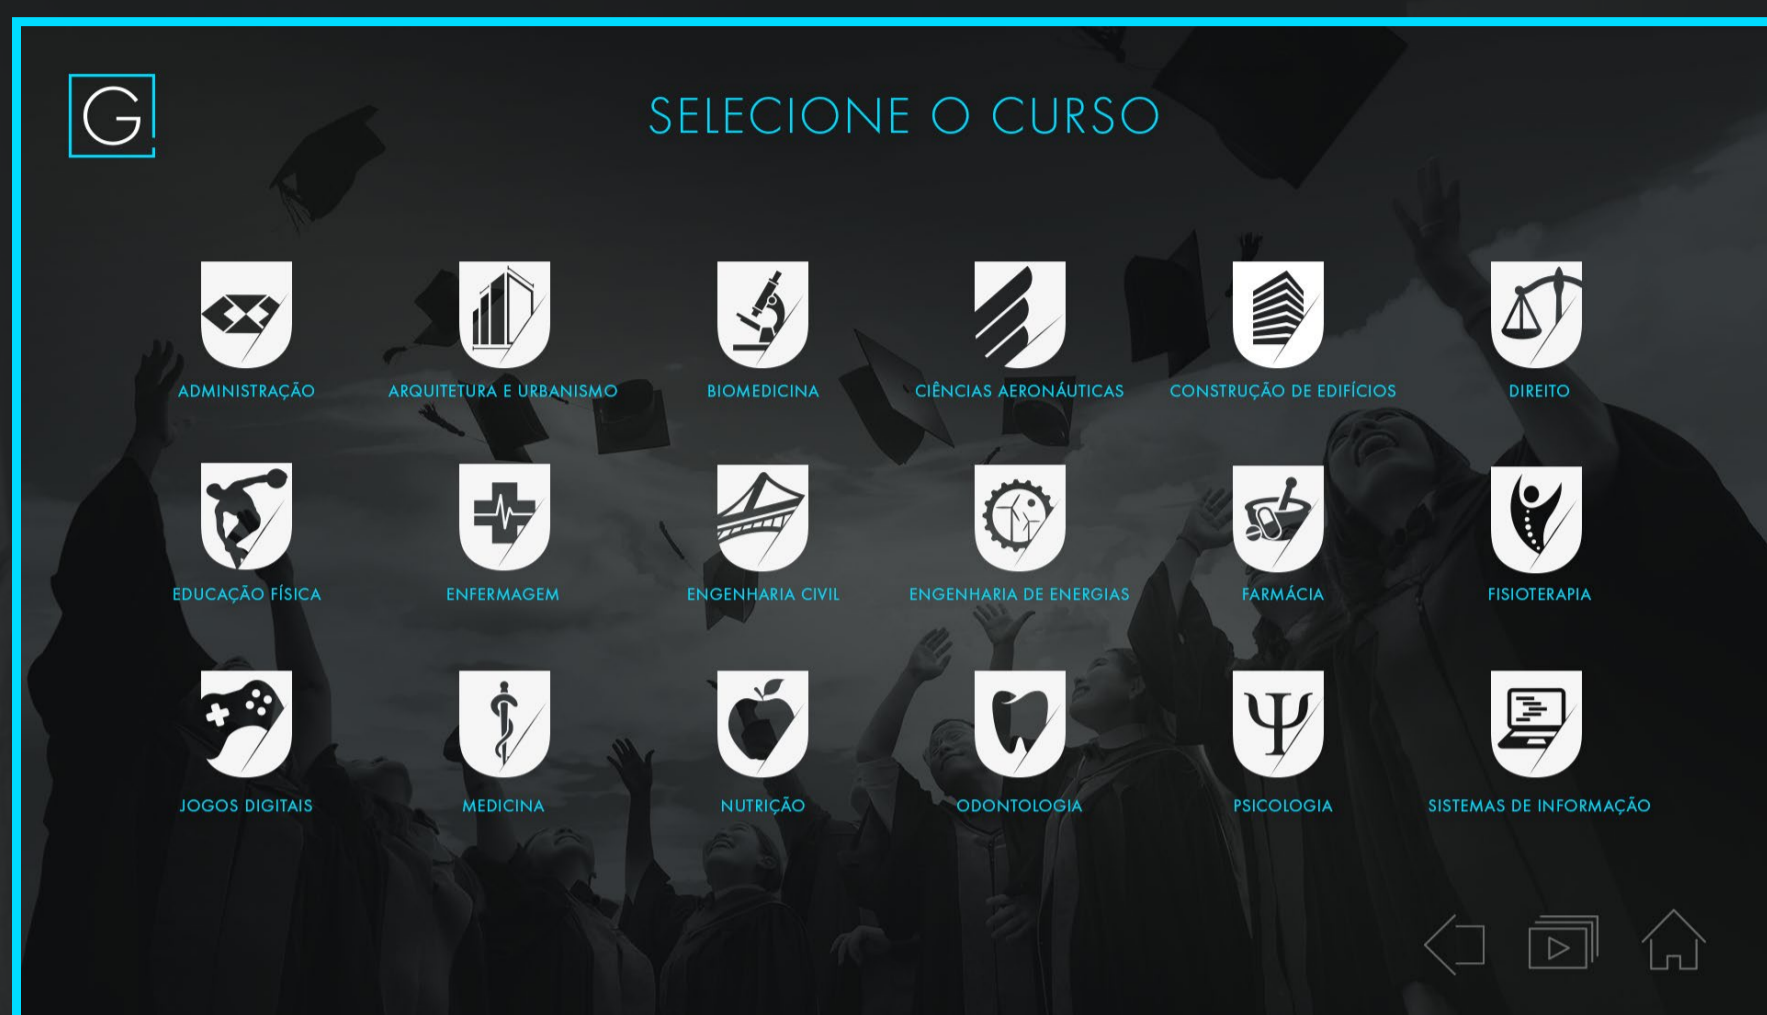 G
SELECIONE O CURSO
ADMINISTRAÇÃO
ARQUITETURA E URBANISMO
BIOMEDICINA
CIÊNCIAS AERONÁUTICAS
CONSTRUÇÃO DE EDIFÍCIOS
DIREITO
EDUCAÇÃO FÍSICA
ENFERMAGEM
ENGENHARIA CIVIL
ENGENHARIA DE ENERGIAS
FARMÁCIA
FISIOTERAPIA
JOGOS DIGITAIS
MEDICINA
NUTRIÇÃO
ODONTOLOGIA
Ψ
PSICOLOGIA
SISTEMAS DE INFORMAÇÃO